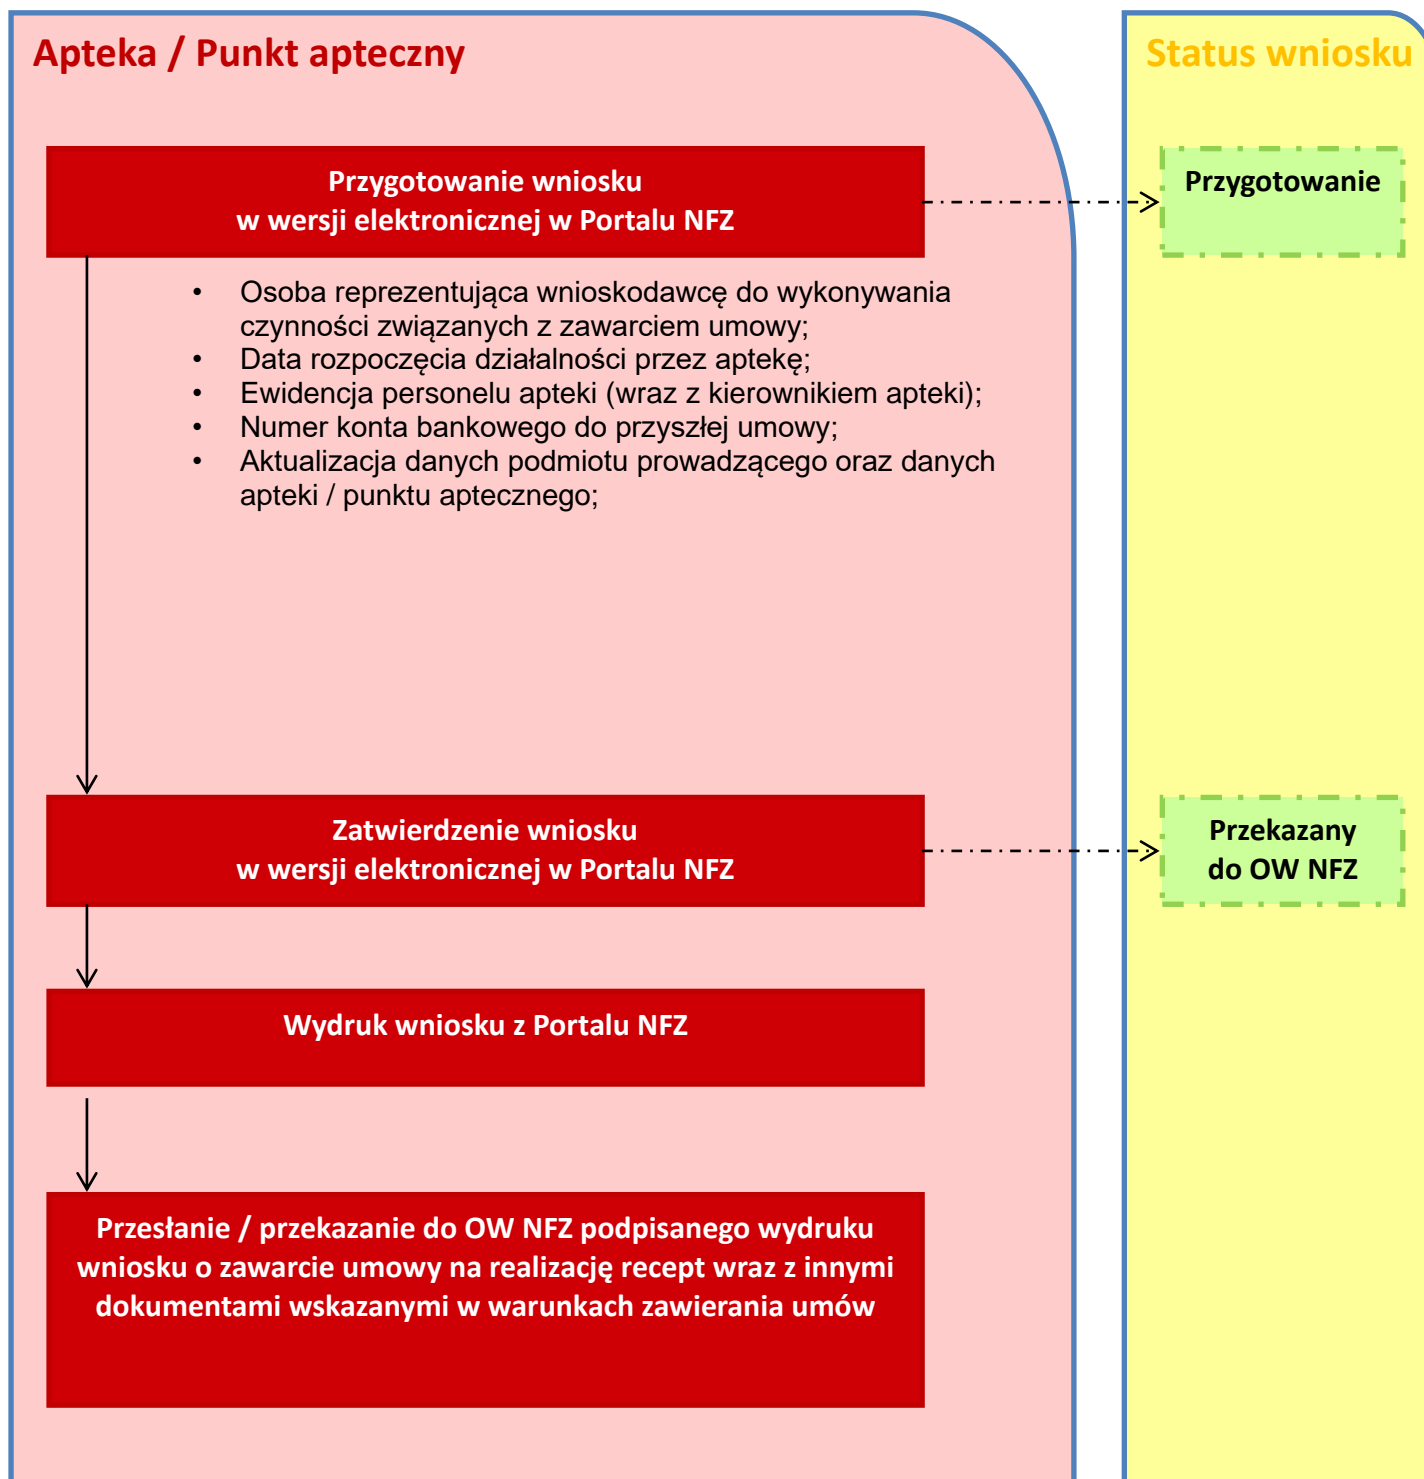 Apteka / Punkt apteczny
Status wniosku
Przygotowanie wniosku
w wersji elektronicznej w Portalu NFZ
Przygotowanie
• Osoba reprezentująca wnioskodawcę do wykonywania
czynności związanych z zawarciem umowy;
• Data rozpoczęcia działalności przez aptekę;
• Ewidencja personelu apteki (wraz z kierownikiem apteki);
• Numer konta bankowego do przyszłej umowy;
• Aktualizacja danych podmiotu prowadzącego oraz danych
apteki / punktu aptecznego;
Zatwierdzenie wniosku
w wersji elektronicznej w Portalu NFZ
Przekazany
do OW NFZ
Wydruk wniosku z Portalu NFZ
Przesłanie / przekazanie do OW NFZ podpisanego wydruku
wniosku o zawarcie umowy na realizację recept wraz z innymi
dokumentami wskazanymi w warunkach zawierania umów